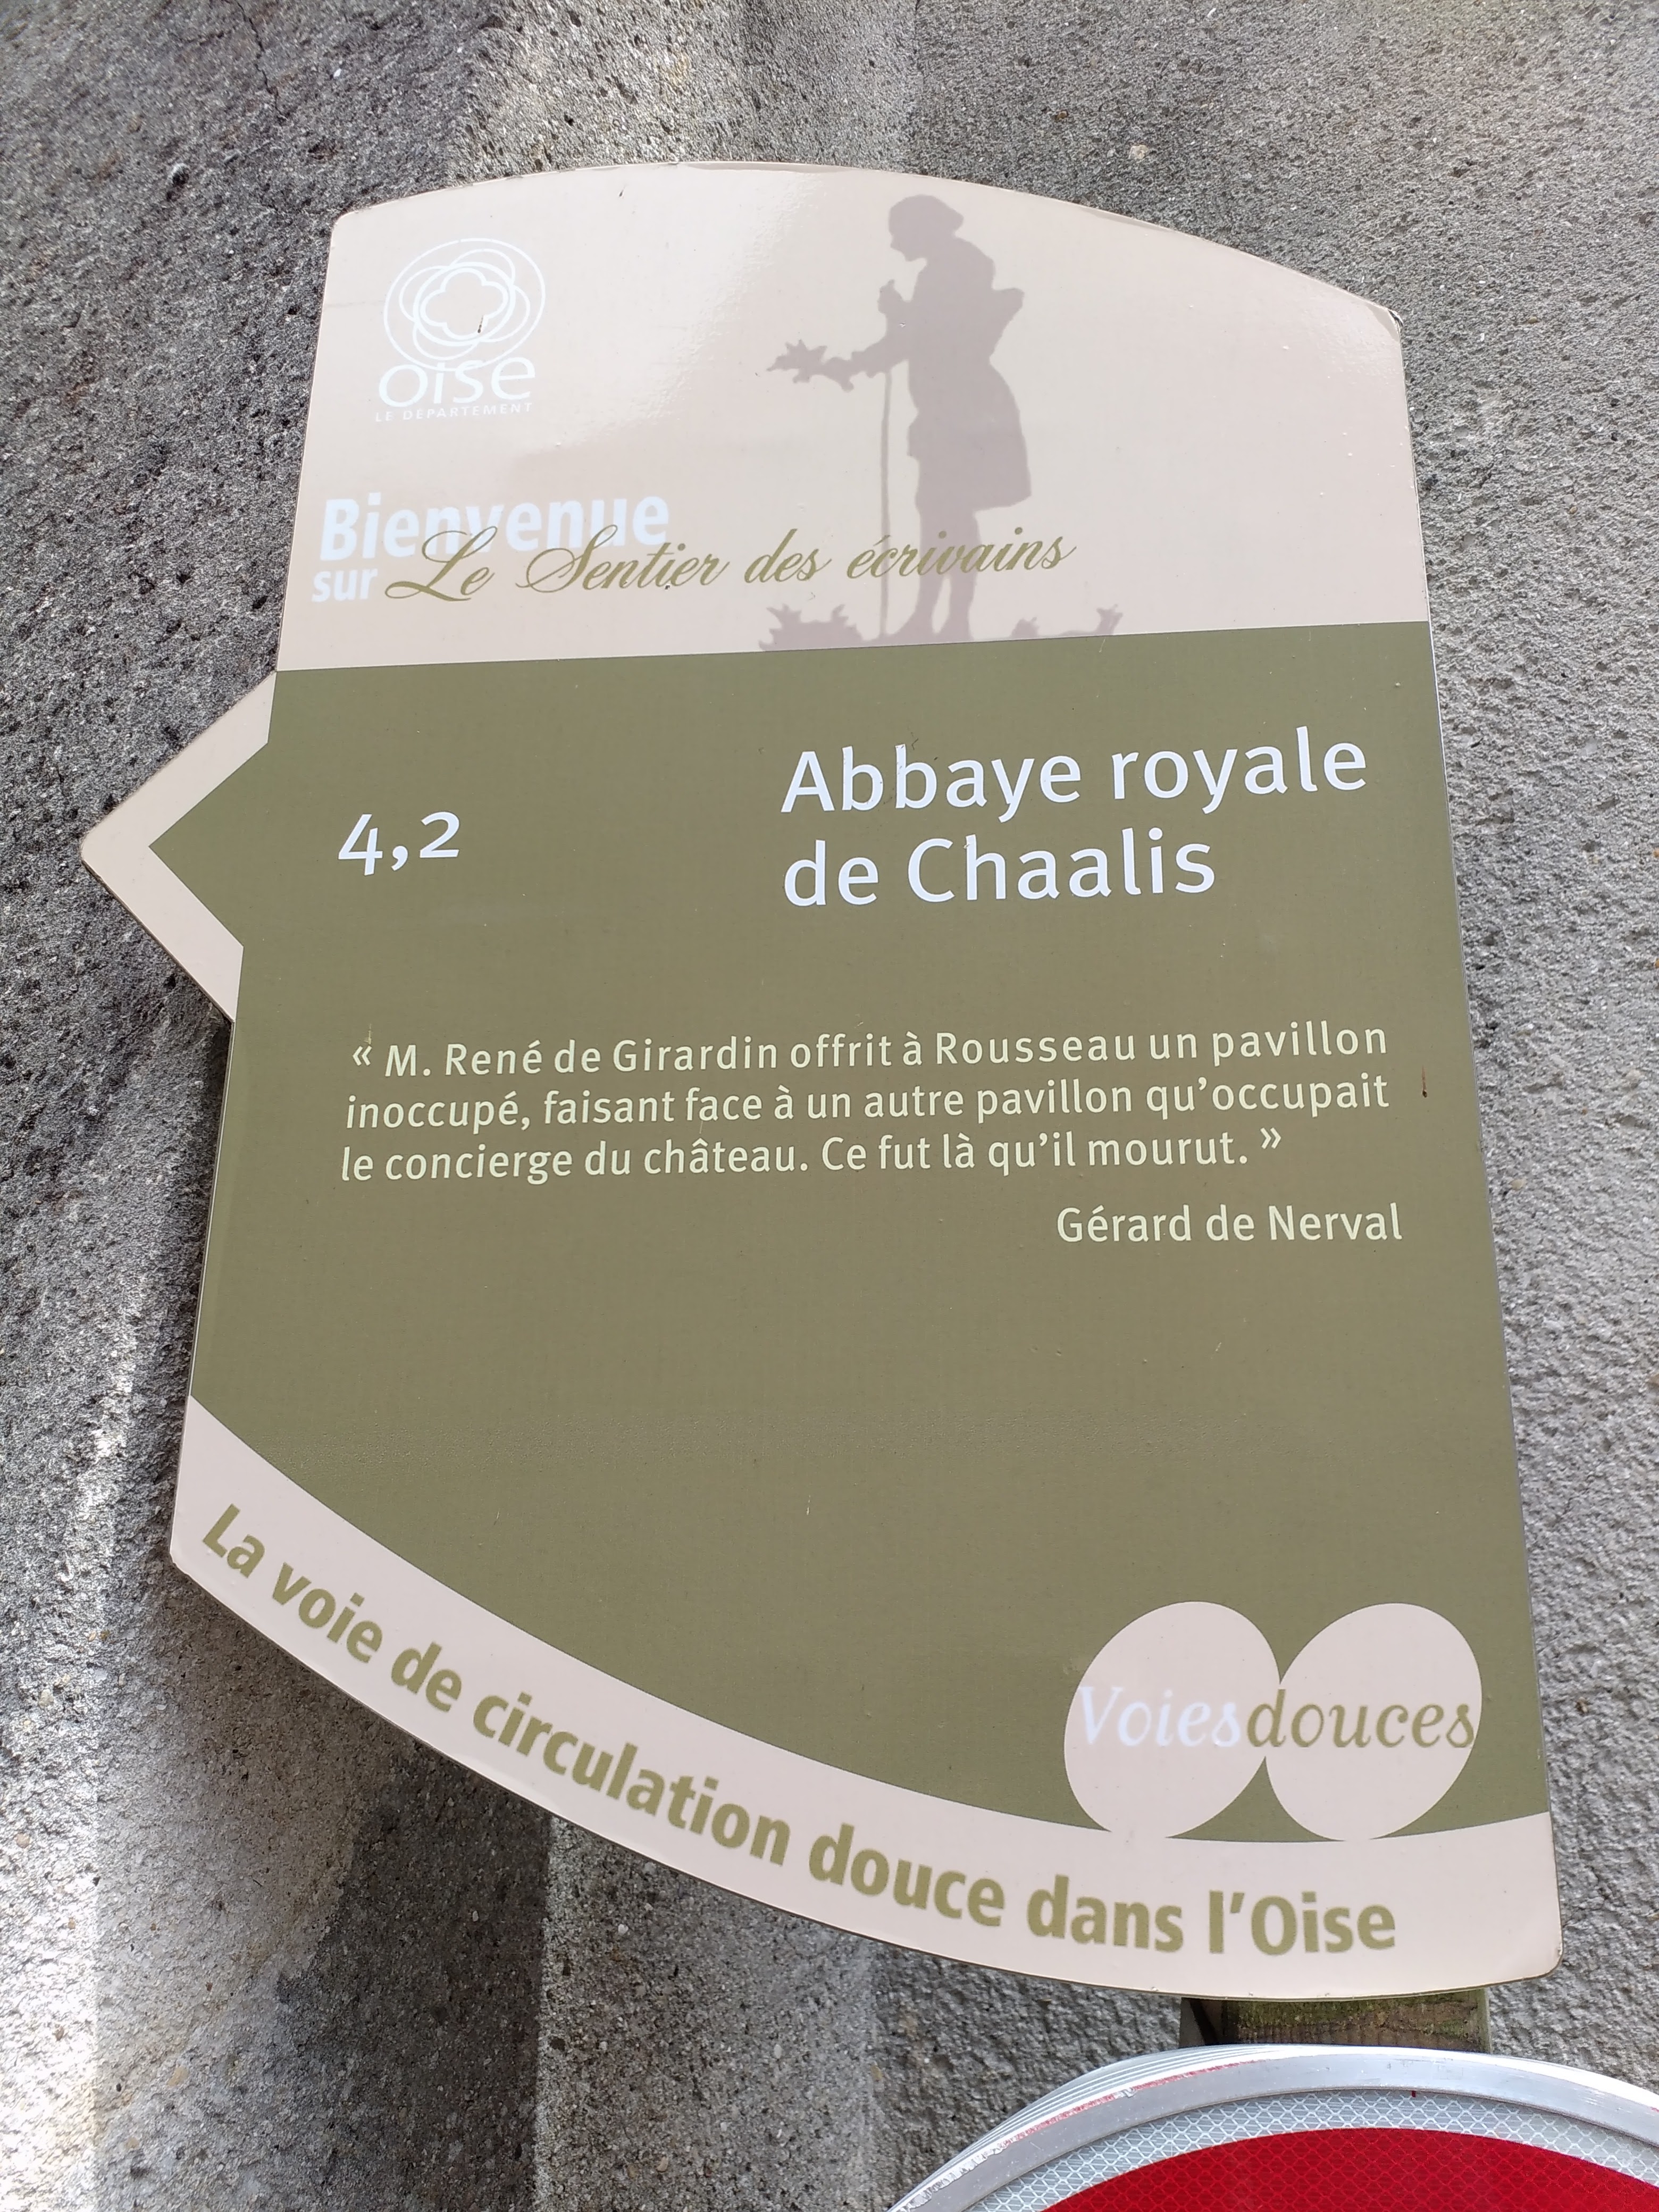 oise
LE DÉPARTEMENT
Bienvenue
sur Le Sentier des écrivains
4,2
Abbaye royale
de Chaalis
« M. René de Girardin offrit à Rousseau un pavillon
inoccupé, faisant face à un autre pavillon qu’occupait
le concierge du château. Ce fut là qu’il mourut. »
Gérard de Nerval
Voiesdouces
La voie de circulation douce dans l’Oise